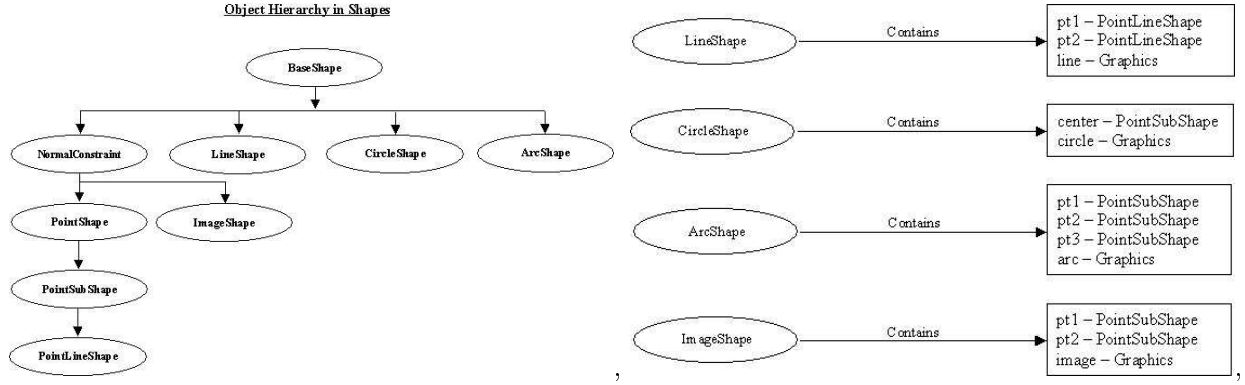 Object Hierarchy in Shapes
BaseShape
NormalConstraint LineShape CircleShape ArcShape
PointShape ImageShape
PointSubShape
PointLineShape
,
LineShape Contains
pt1 – PointLineShape
pt2 – PointLineShape
line – Graphics
CircleShape Contains
center – PointSubShape
circle – Graphics
ArcShape Contains
pt1 – PointSubShape
pt2 – PointSubShape
pt3 – PointSubShape
arc – Graphics
ImageShape Contains
pt1 – PointSubShape
pt2 – PointSubShape
image – Graphics
,